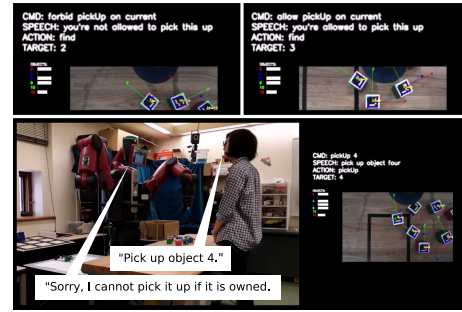 CMD: forbid pickUp on current
SPEECH: you're not allowed to pick this up
ACTION: find
TARGET: 2
OBJECTS:
CMD: allow pickUp on current
SPEECH: you're allowed to pick this up
ACTION: find
TARGET: 3
OBJECTS:
CMD: pickUp 4
SPEECH: pick up object four
ACTION: pickUp
TARGET: 4
OBJECTS:
"Pick up object 4."
"Sorry, I cannot pick it up if it is owned.